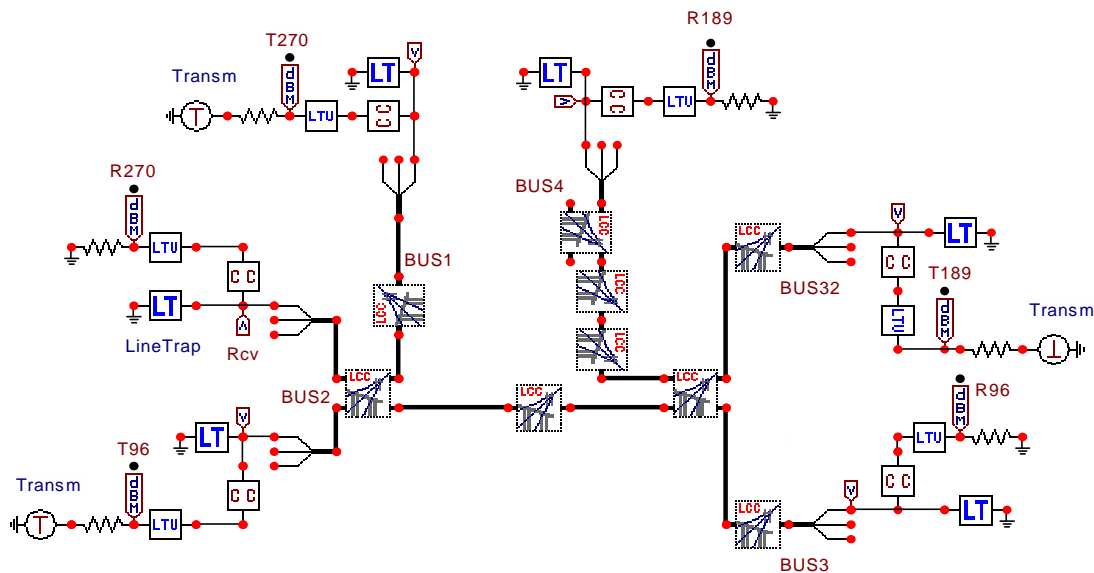 R189
T270
V
dBM
LT
LT
dBM
Transm
V
CC
LTU
CC
LTU
T
R270
BUS4
dBM
LCC
V
LTU
LCC
LT
BUS1
CC
CC
T189
LCC
BUS32
LT
LCC
dBM
Transm
LTU
LineTrap
V
Rcv
LCC
T
LCC
LCC
LCC
R96
BUS2
V
dBM
T96
LT
LTU
dBM
Transm
CC
CC
V
LT
T
LTU
LCC
BUS3